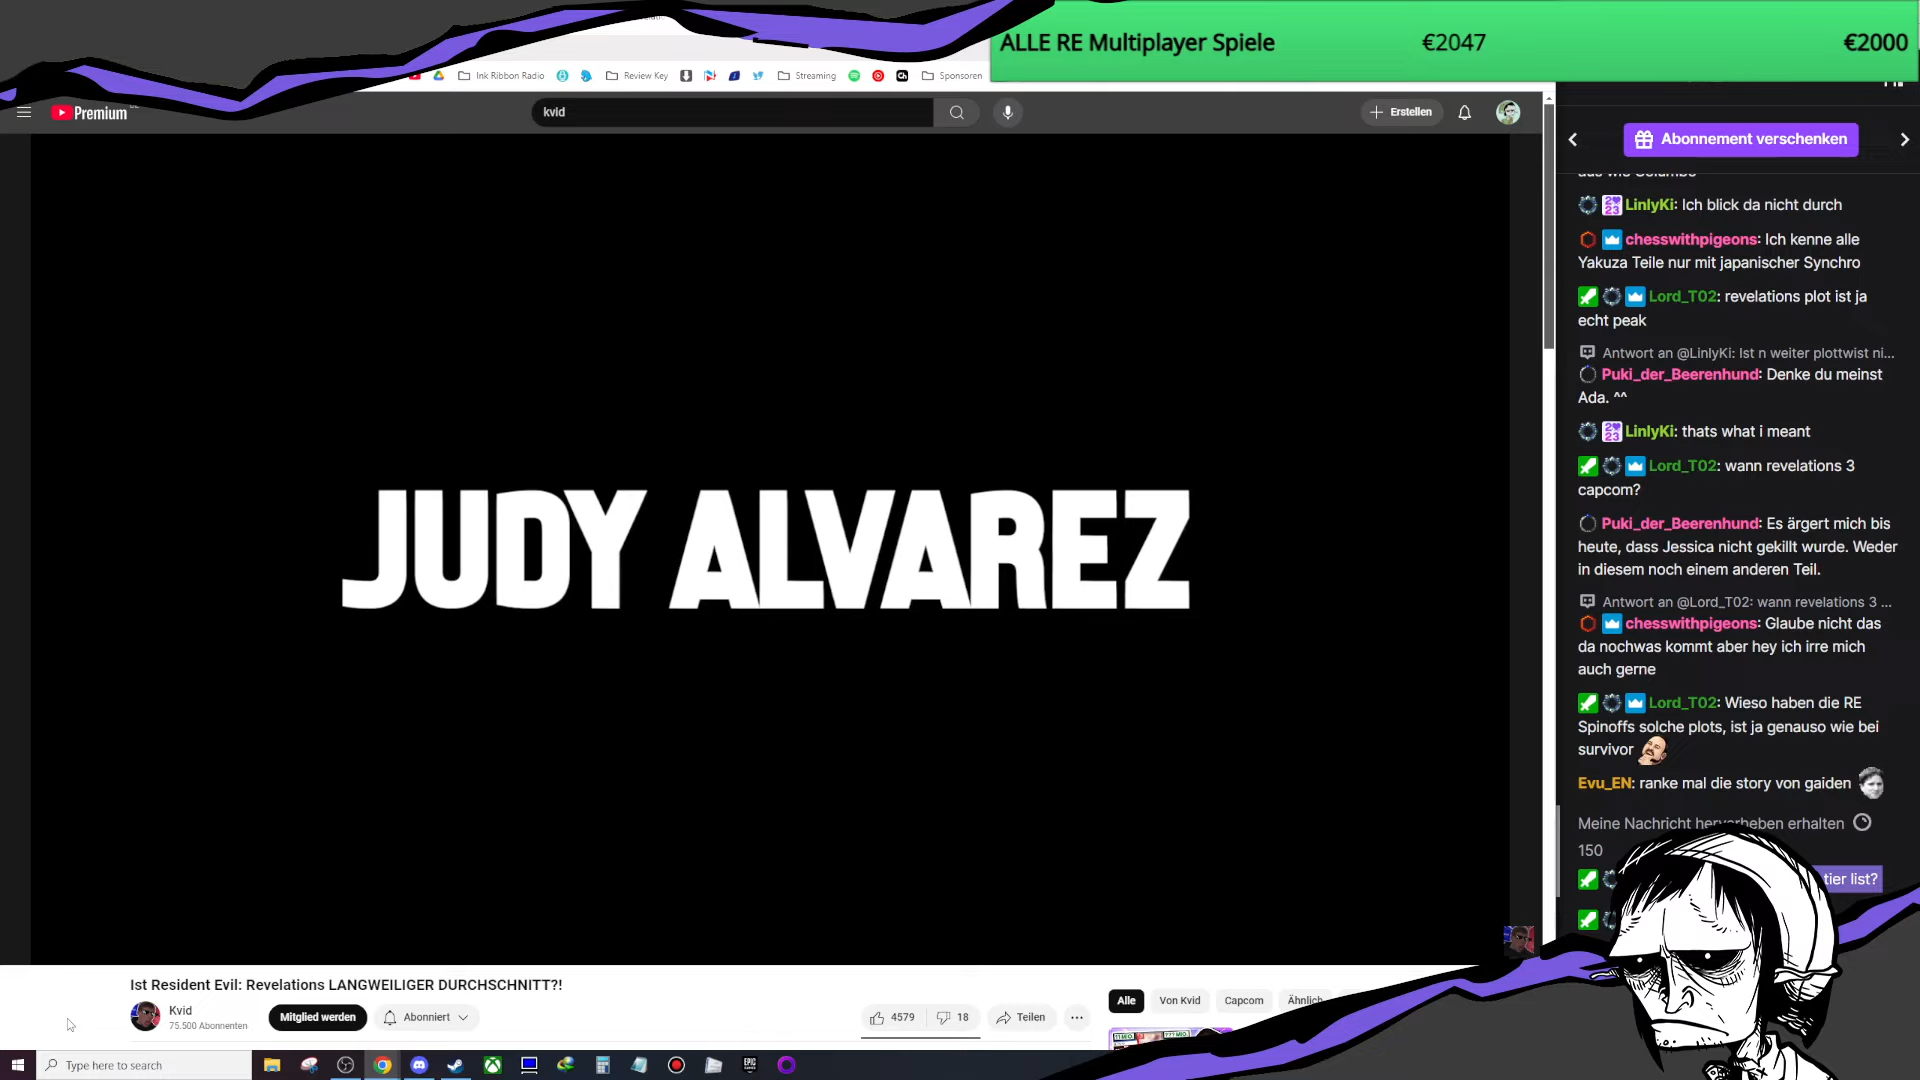 ALLE RE Multiplayer Spiele €2047 €2000
Ink Ribbon Radio Review Key Streaming Sponsoren
Premium kvid Erstellen
Abonnement verschenken
LinlyKi: Ich blick da nicht durch
chesswithpigeons: Ich kenne alle
Yakuza Teile nur mit japanischer Synchro
Lord_T02: revelations plot ist ja
echt peak
Antwort an @LinlyKi: Ist n weiter plottwist ni...
Puki_der_Beerenhund: Denke du meinst
Ada. ^^
LinlyKi: thats what i meant
Lord_T02: wann revelations 3
capcom?
Puki_der_Beerenhund: Es ärgert mich bis
heute, dass Jessica nicht gekillt wurde. Weder
in diesem noch einem anderen Teil.
Antwort an @Lord_T02: wann revelations 3 ...
chesswithpigeons: Glaube nicht das
da nochwas kommt aber hey ich irre mich
auch gerne
Lord_T02: Wieso haben die RE
Spinoffs solche plots, ist ja genauso wie bei
survivor
Evu_EN: ranke mal die story von gaiden
Meine Nachricht hervorheben erhalten
150
tier list?
JUDY ALVAREZ
Ist Resident Evil: Revelations LANGWEILIGER DURCHSCHNITT?!
Kvid
75.500 Abonnenten
Mitglied werden Abonniert 4579 18 Teilen
Alle Von Kvid Capcom Ähnlich
Type here to search